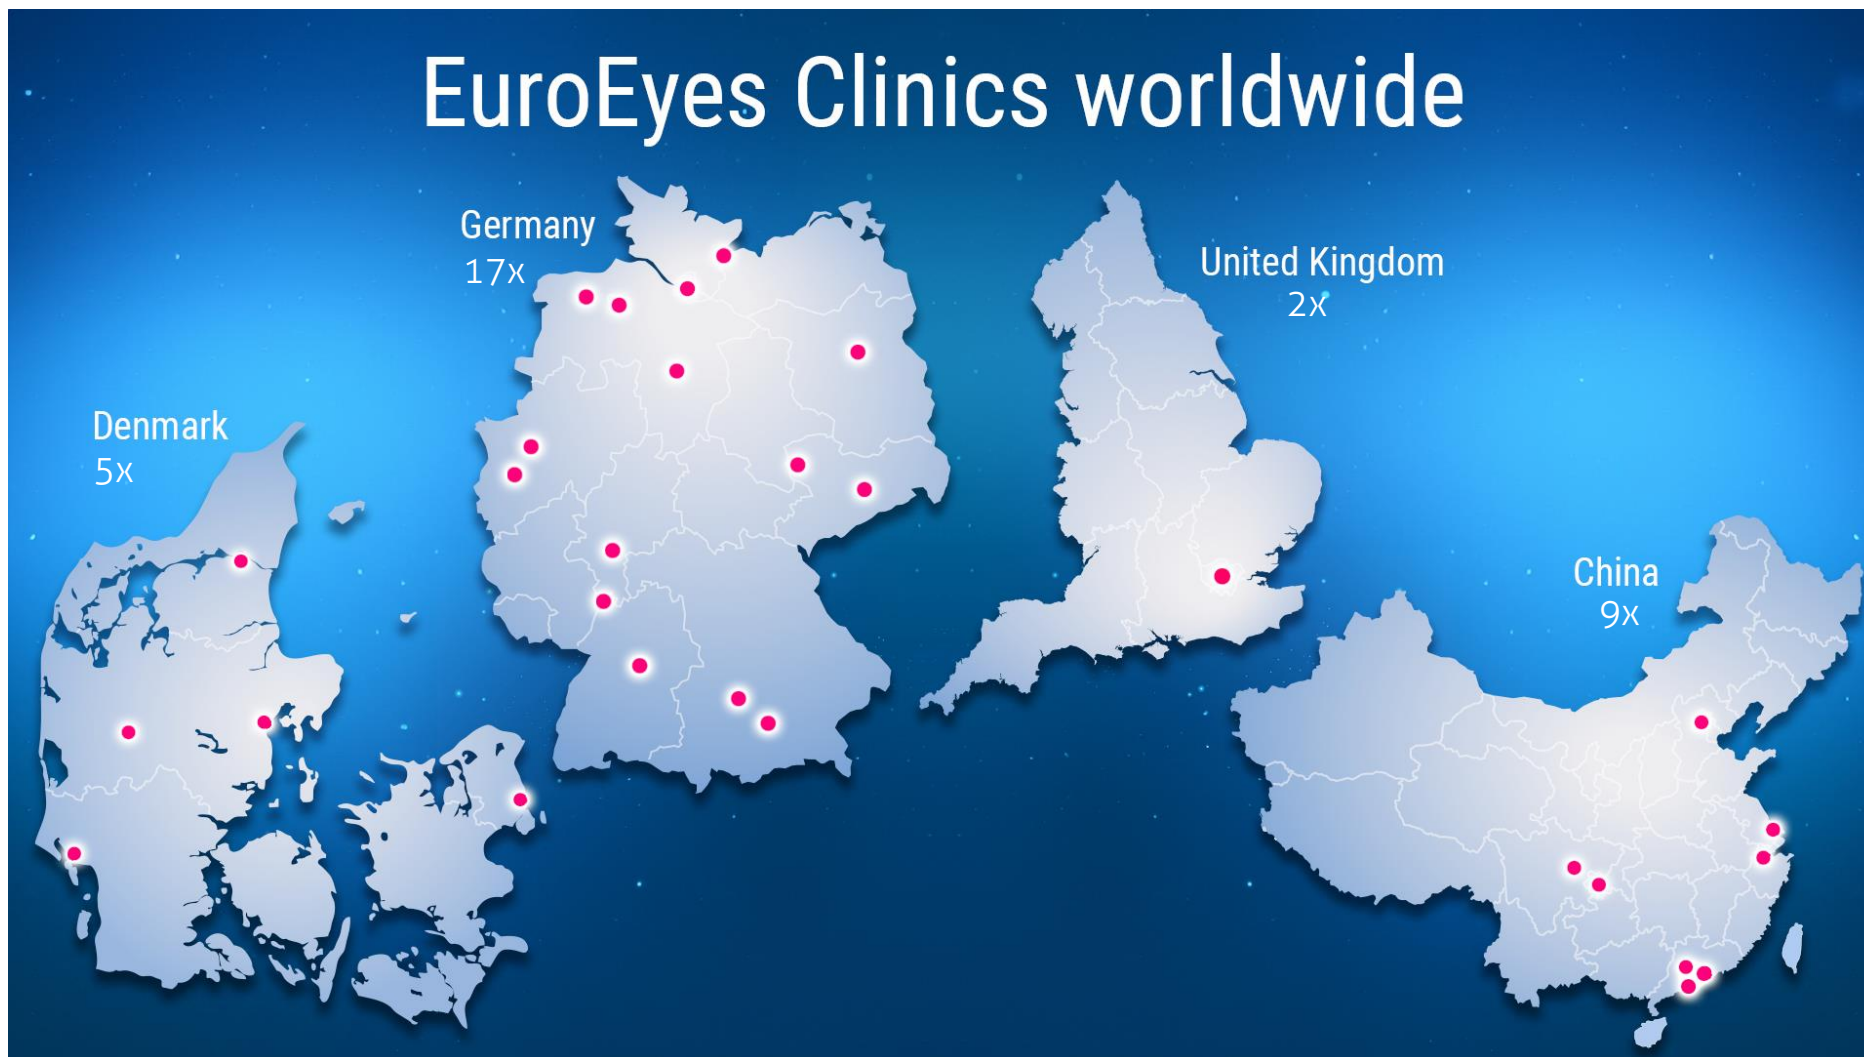 EuroEyes Clinics worldwide
Germany
17x
United Kingdom
2x
Denmark
5x
China
9x